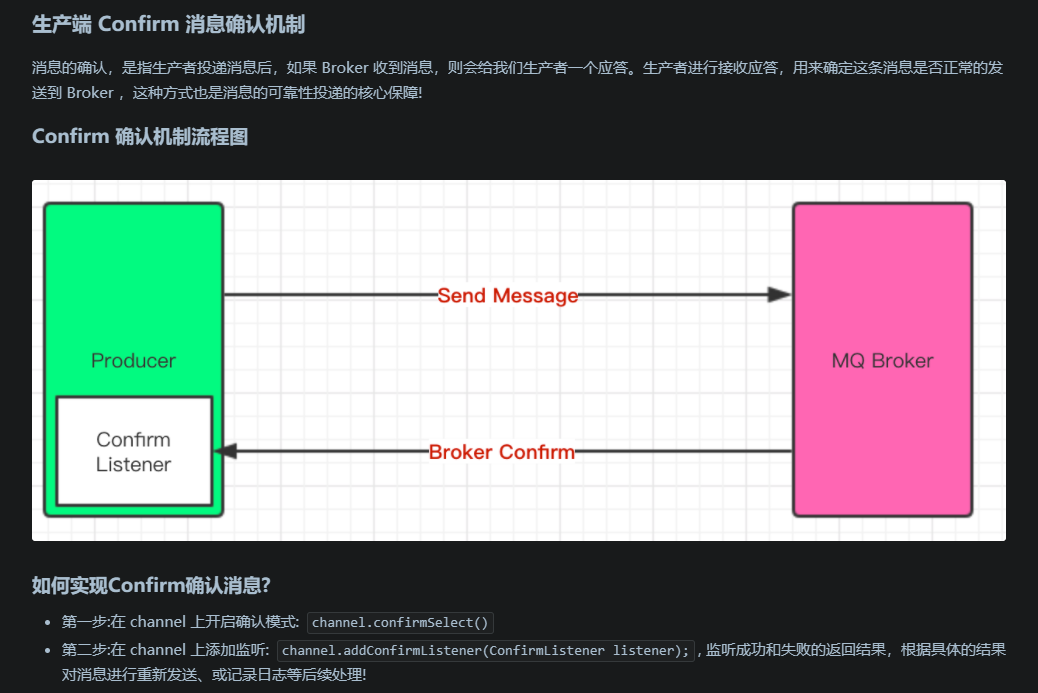 生产端 Confirm 消息确认机制
消息的确认，是指生产者投递消息后，如果 Broker 收到消息，则会给我们生产者一个应答。生产者进行接收应答，用来确定这条消息是否正常的发
送到 Broker ，这种方式也是消息的可靠性投递的核心保障!
Confirm 确认机制流程图
Send Message
Producer
MQ Broker
Confirm
Listener
Broker Confirm
如何实现Confirm确认消息?
• 第一步:在 channel 上开启确认模式: channel.confirmSelect()
• 第二步:在 channel 上添加监听: channel.addConfirmListener(ConfirmListener listener); , 监听成功和失败的返回结果，根据具体的结果
对消息进行重新发送、或记录日志等后续处理!